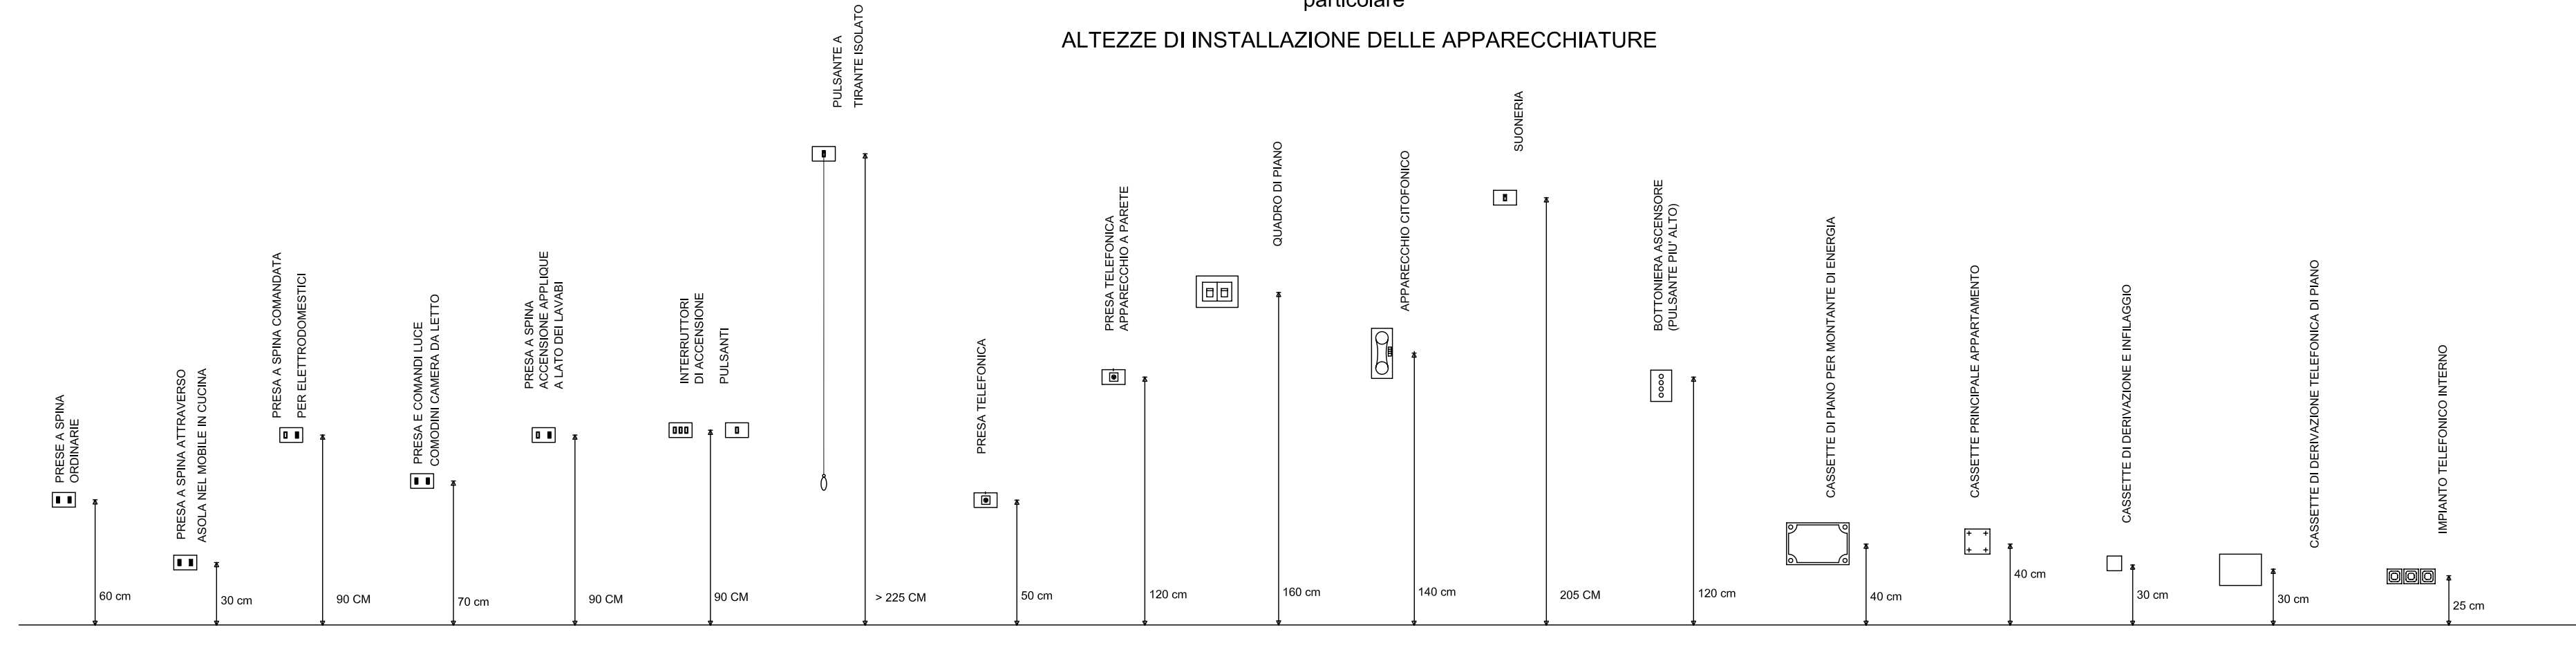 particolare
ALTEZZE DI INSTALLAZIONE DELLE APPARECCHIATURE
PRESE A SPINA
ORDINARIE
60 cm
PRESA A SPINA ATTRAVERSO
ASOLA NEL MOBILE IN CUCINA
30 cm
PRESA A SPINA COMANDATA
PER ELETTRODOMESTICI
90 CM
PRESA E COMANDI LUCE
COMODINI CAMERA DA LETTO
70 cm
PRESA A SPINA
ACCENSIONE APPLIQUE
A LATO DEI LAVABI
90 CM
INTERRUTTORI
DI ACCENSIONE
PULSANTI
90 CM
PULSANTE A
TIRANTE ISOLATO
> 225 CM
PRESA TELEFONICA
50 cm
PRESA TELEFONICA
APPARECCHIO A PARETE
120 cm
QUADRO DI PIANO
160 cm
APPARECCHIO CITOFONICO
140 cm
SUONERIA
205 CM
BOTTONIERA ASCENSORE
(PULSANTE PIU' ALTO)
120 cm
CASSETTE DI PIANO PER MONTANTE DI ENERGIA
40 cm
CASSETTE PRINCIPALE APPARTAMENTO
40 cm
CASSETTE DI DERIVAZIONE E INFILAGGIO
30 cm
CASSETTE DI DERIVAZIONE TELEFONICA DI PIANO
30 cm
IMPIANTO TELEFONICO INTERNO
25 cm